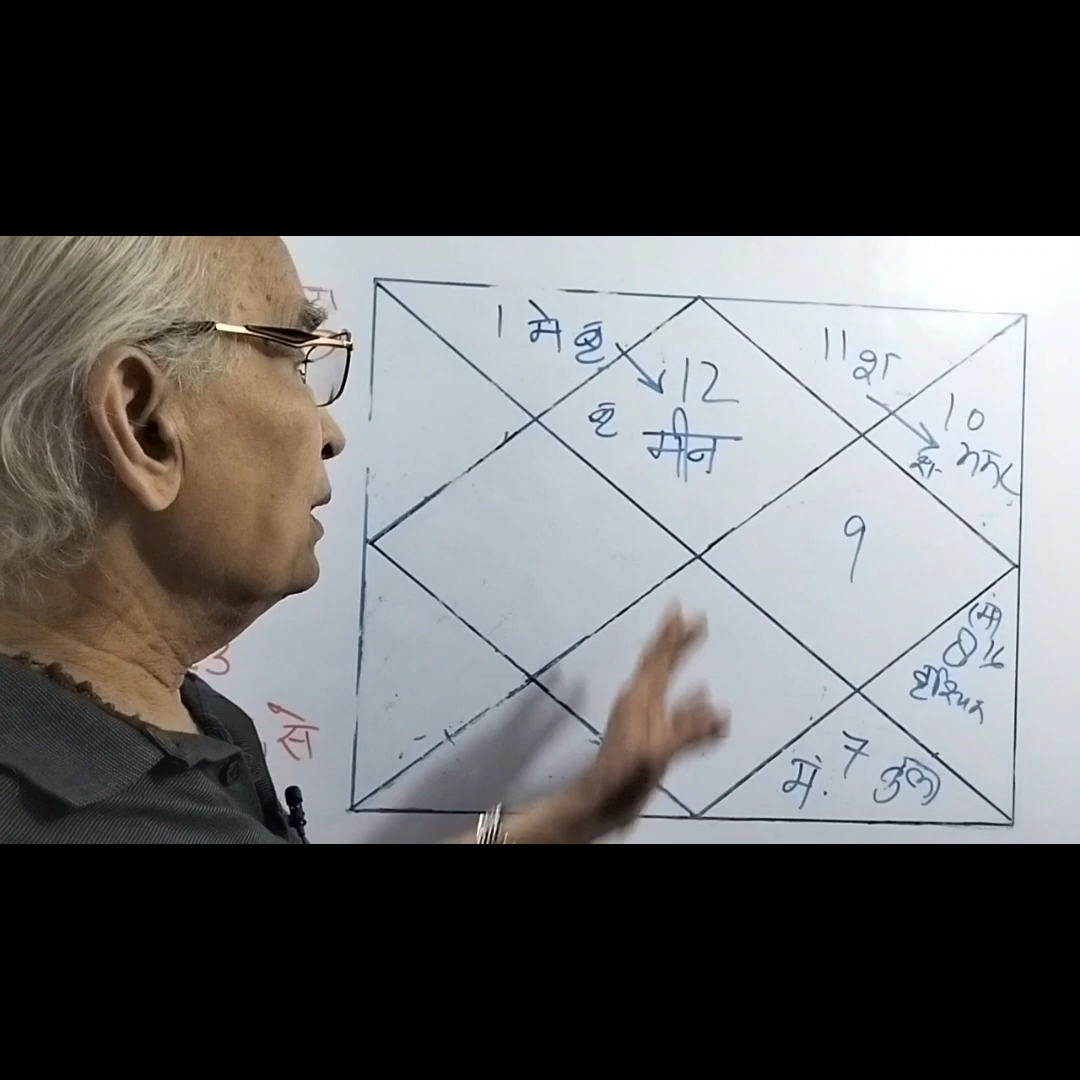 1 मे बृ
12
बृ मीन
11 श
10
श मकर
9
(मं)
8
वृश्चिक
मं. 7 तुला